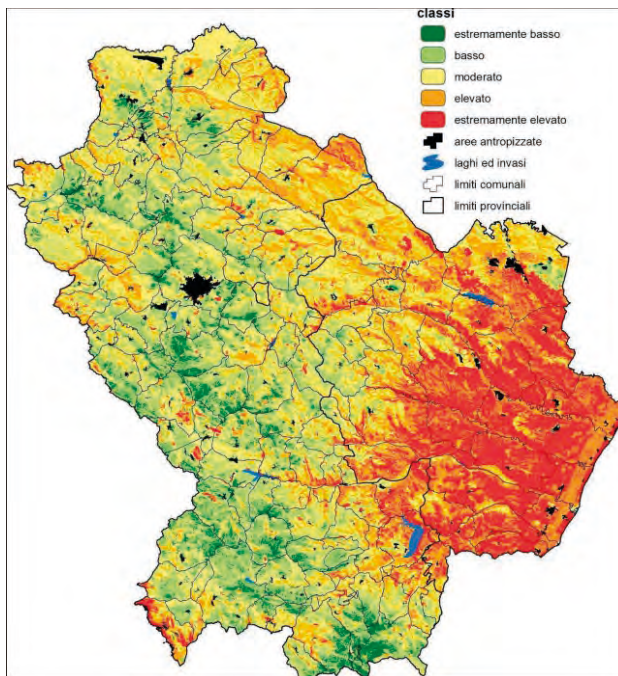 classi
estremamente basso
basso
moderato
elevato
estremamente elevato
aree antropizzate
laghi ed invasi
limiti comunali
limiti provinciali